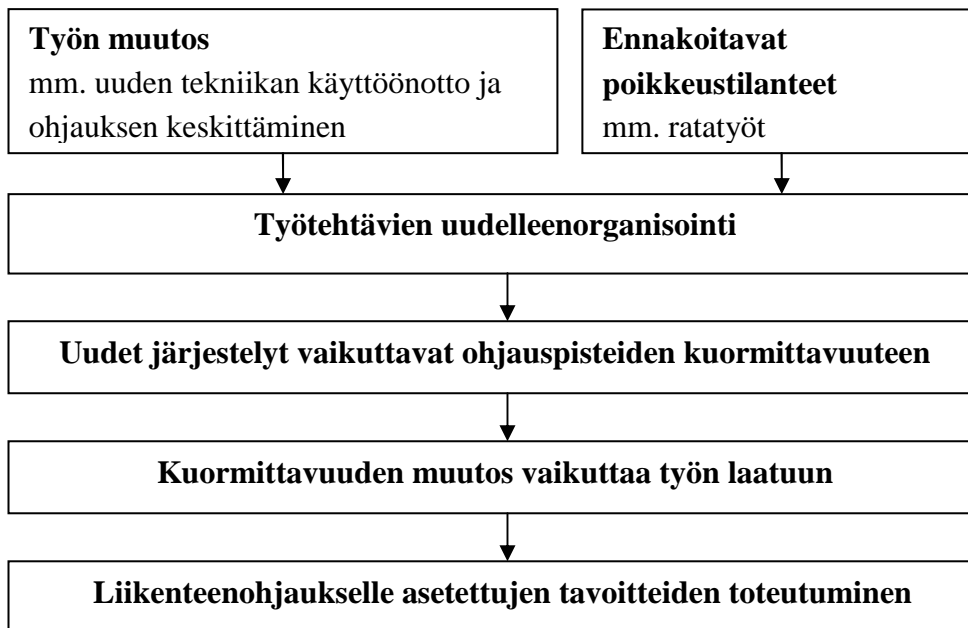 Työn muutos
mm. uuden tekniikan käyttöönotto ja
ohjauksen keskittäminen
Ennakoitavat
poikkeustilanteet
mm. ratatyöt
Työtehtävien uudelleenorganisointi
Uudet järjestelyt vaikuttavat ohjauspisteiden kuormittavuuteen
Kuormittavuuden muutos vaikuttaa työn laatuun
Liikenteenohjaukselle asetettujen tavoitteiden toteutuminen